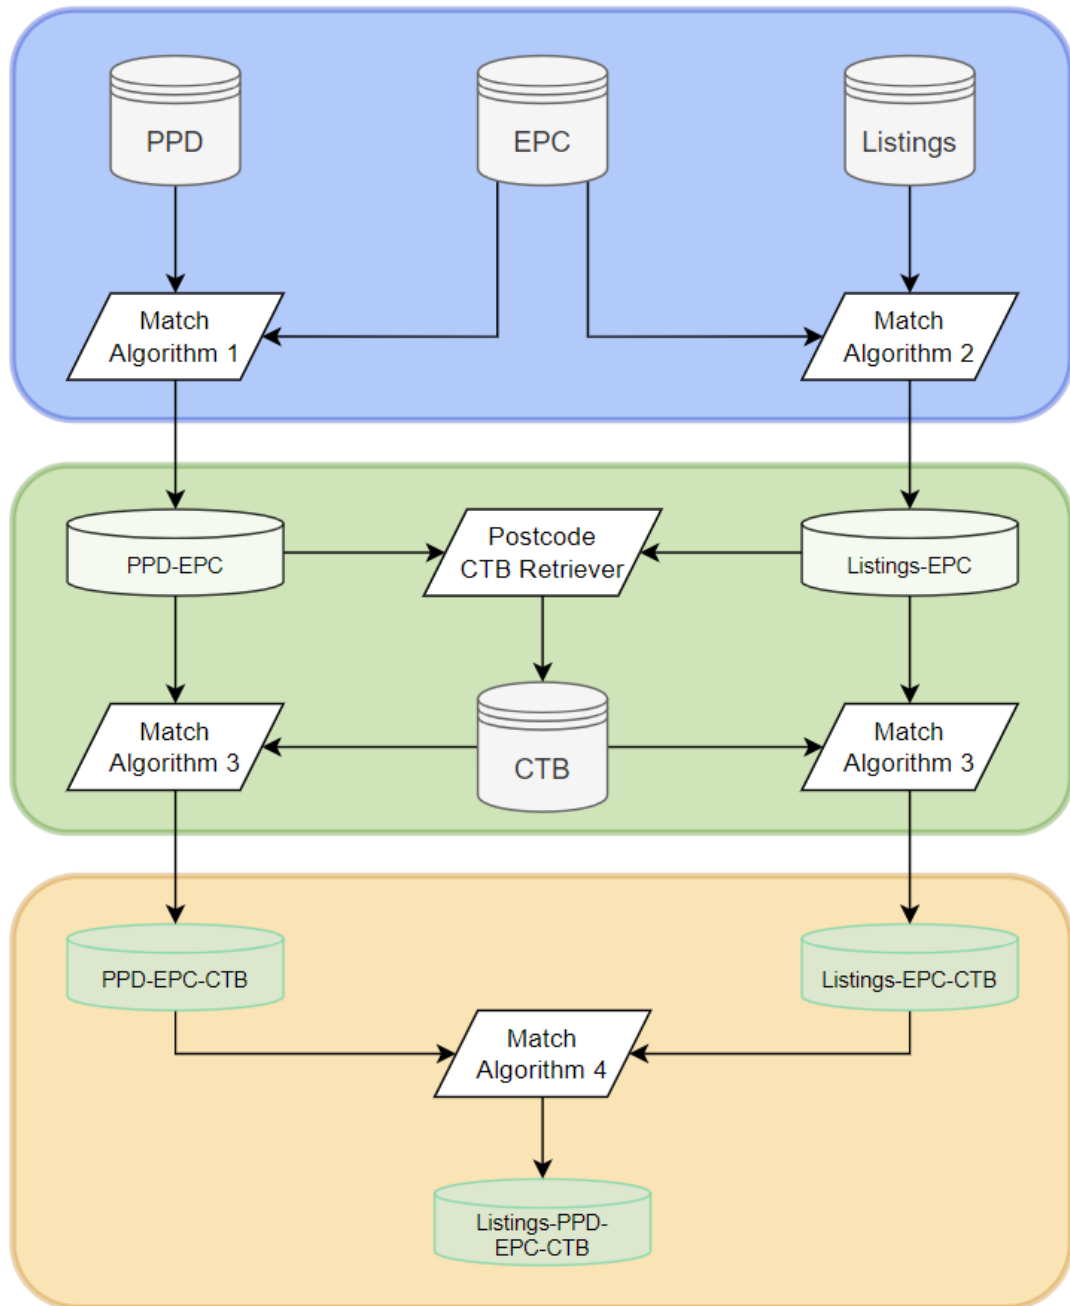 PPD
EPC
Listings
Match
Algorithm 1
Match
Algorithm 2
PPD-EPC
Postcode
CTB Retriever
Listings-EPC
Match
Algorithm 3
CTB
Match
Algorithm 3
PPD-EPC-CTB
Listings-EPC-CTB
Match
Algorithm 4
Listings-PPD-
EPC-CTB